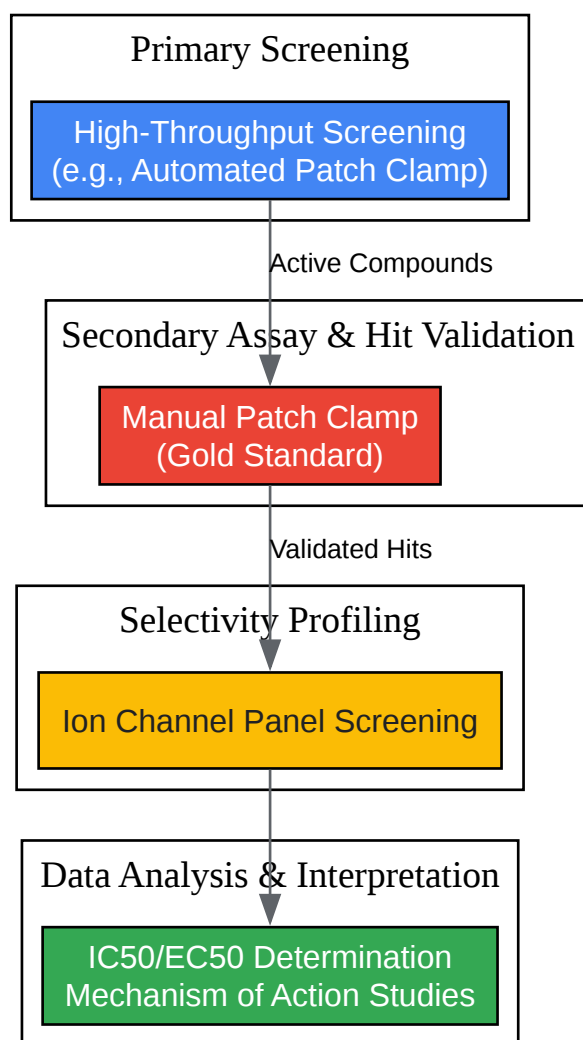 Primary Screening
High-Throughput Screening
(e.g., Automated Patch Clamp)
Active Compounds
Secondary Assay & Hit Validation
Manual Patch Clamp
(Gold Standard)
Validated Hits
Selectivity Profiling
Ion Channel Panel Screening
Data Analysis & Interpretation
IC50/EC50 Determination
Mechanism of Action Studies